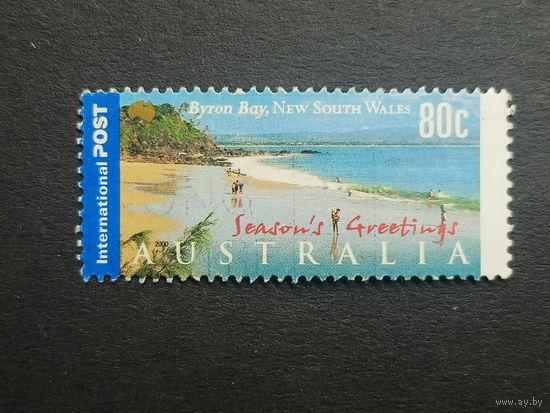 Byron Bay, NEW SOUTH WALES
80c
International POST
Season's Greetings
2000
AUSTRALIA
www.ay.by